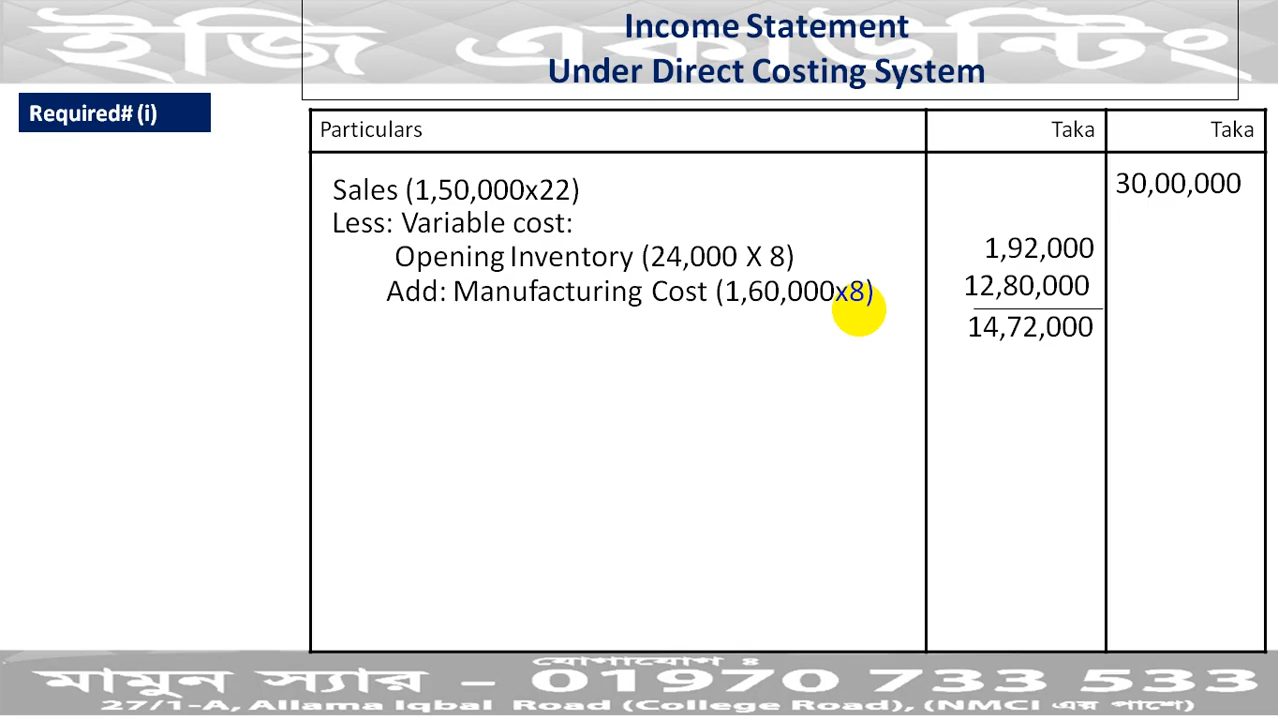 ইজি একাউন্টিং
Income Statement
Under Direct Costing System
Required# (i)
Particulars Taka Taka
Sales (1,50,000x22) 30,00,000
Less: Variable cost:
Opening Inventory (24,000 X 8) 1,92,000
Add: Manufacturing Cost (1,60,000x8) 12,80,000
14,72,000
যোগাযোগ ঃ
মামুন স্যার – 01970 733 533
27/1-A, Allama Iqbal Road (College Road), (NMCI এর পাশে)